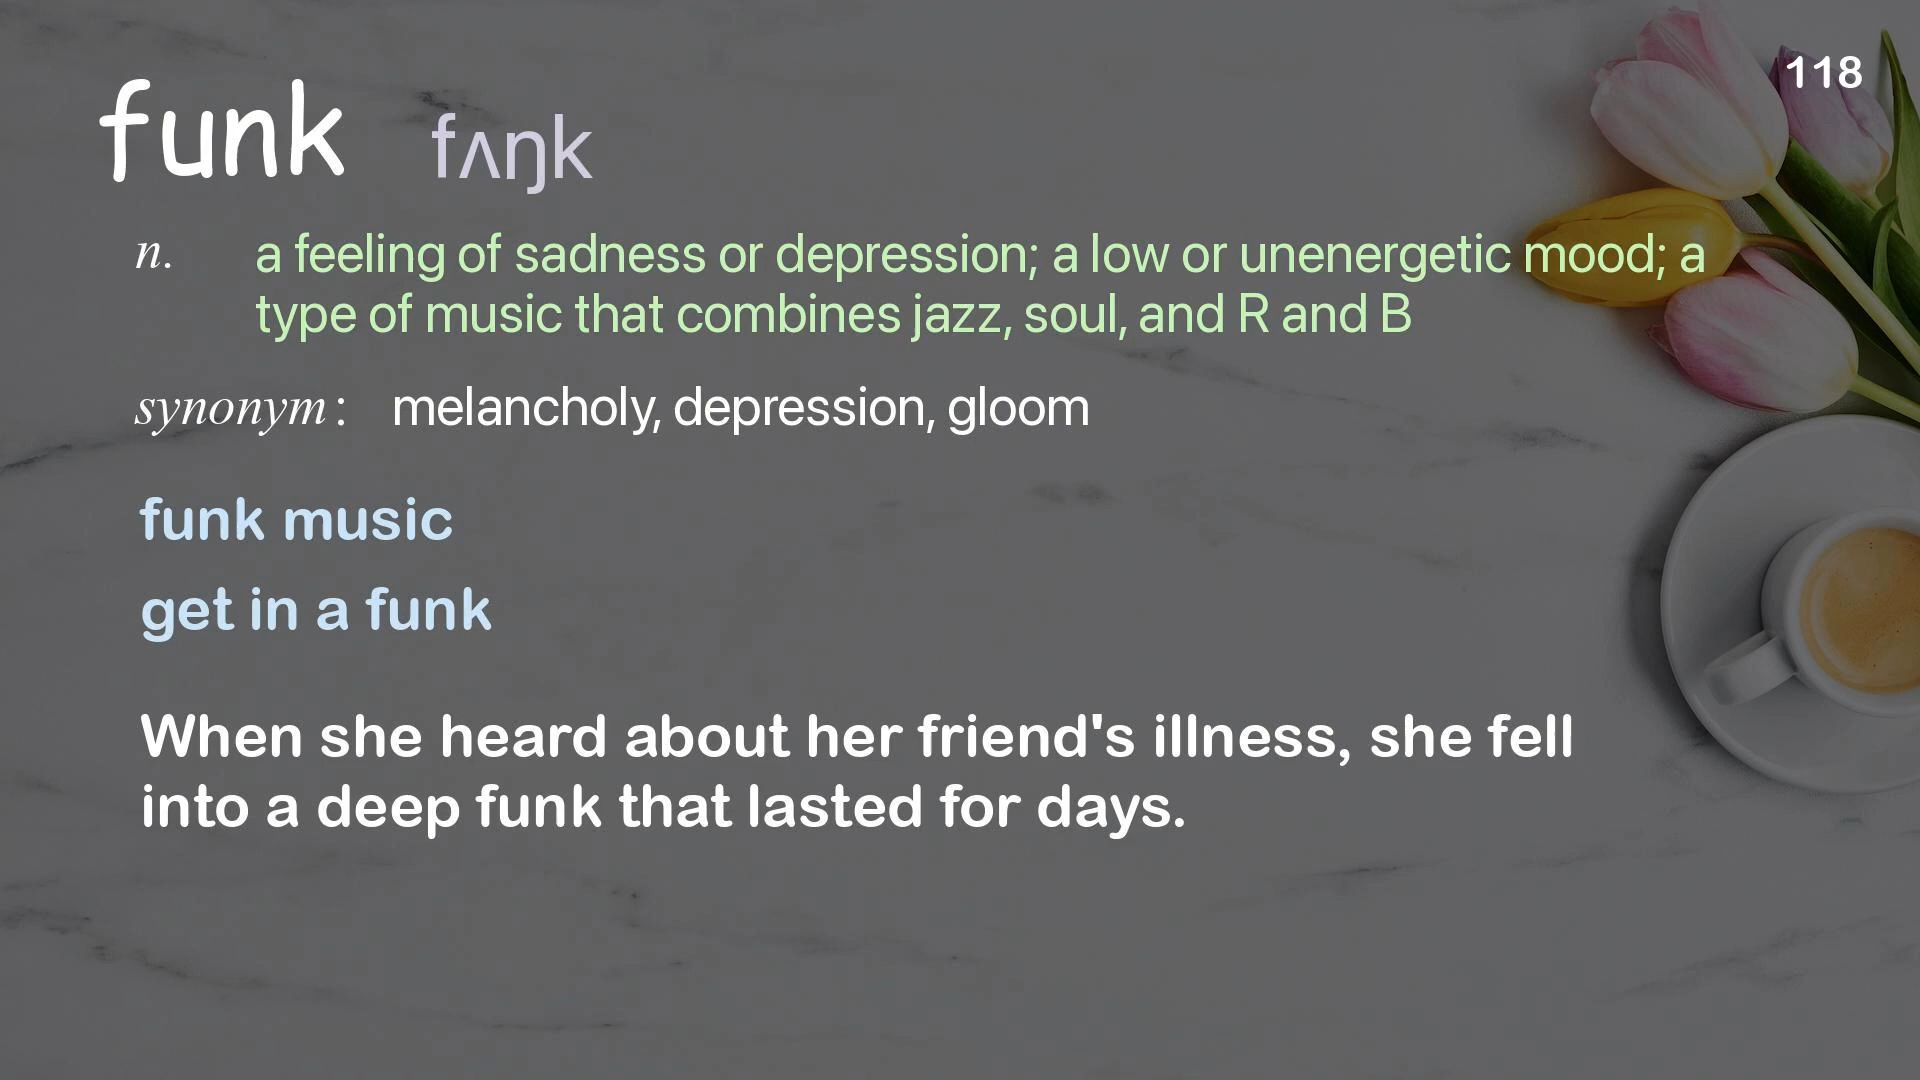 118
funk fʌŋk
n. a feeling of sadness or depression; a low or unenergetic mood; a
type of music that combines jazz, soul, and R and B
synonym: melancholy, depression, gloom
funk music
get in a funk
When she heard about her friend's illness, she fell
into a deep funk that lasted for days.